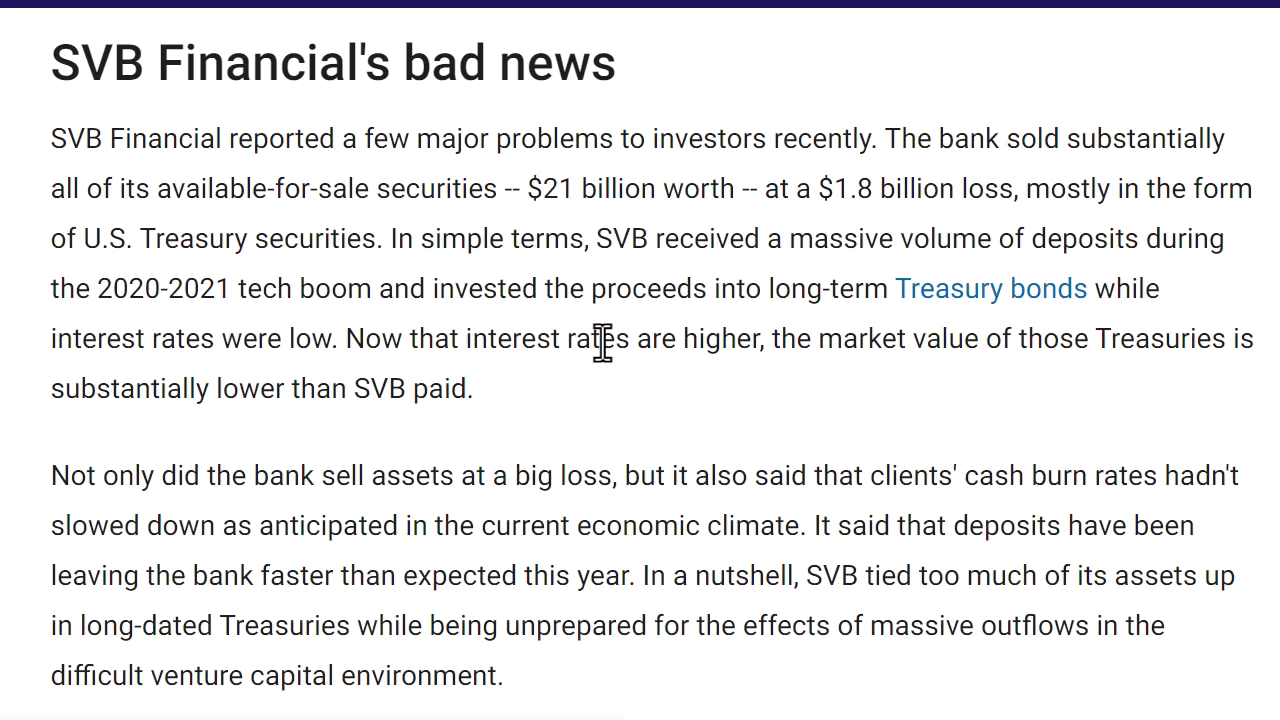 SVB Financial's bad news
SVB Financial reported a few major problems to investors recently. The bank sold substantially
all of its available-for-sale securities -- $21 billion worth -- at a $1.8 billion loss, mostly in the form
of U.S. Treasury securities. In simple terms, SVB received a massive volume of deposits during
the 2020-2021 tech boom and invested the proceeds into long-term Treasury bonds while
interest rates were low. Now that interest rates are higher, the market value of those Treasuries is
substantially lower than SVB paid.
Not only did the bank sell assets at a big loss, but it also said that clients' cash burn rates hadn't
slowed down as anticipated in the current economic climate. It said that deposits have been
leaving the bank faster than expected this year. In a nutshell, SVB tied too much of its assets up
in long-dated Treasuries while being unprepared for the effects of massive outflows in the
difficult venture capital environment.